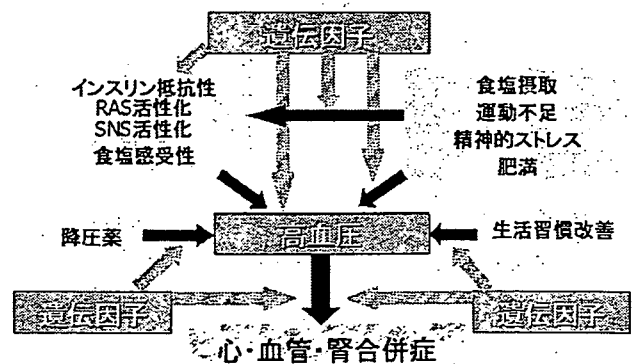 遺伝因子
インスリン抵抗性
RAS活性化
SNS活性化
食塩感受性
食塩摂取
運動不足
精神的ストレス
肥満
降圧薬
高血圧
生活習慣改善
遺伝因子
遺伝因子
心・血管・腎合併症